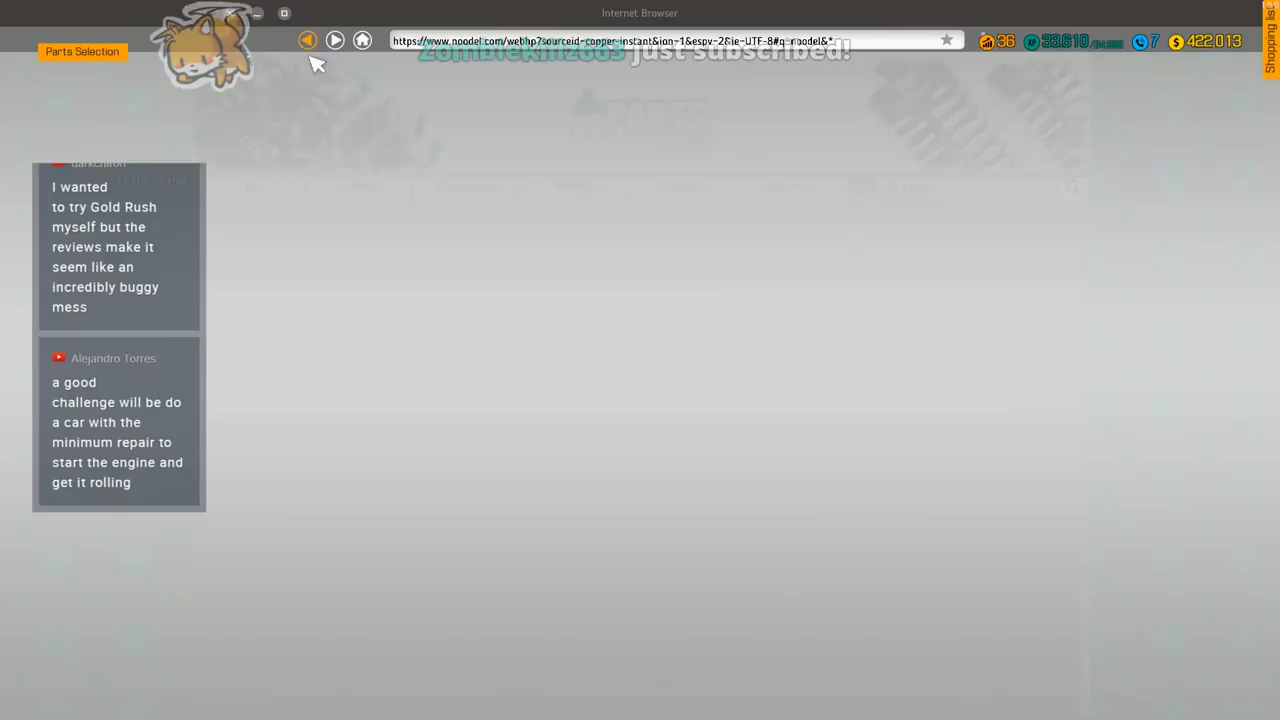 Internet Browser
Parts Selection
https://www.noodel.com/webhp?sourceid-copper-instant&ion-1&espv-2&ie-UTF-8#q-noodel&*
36
33,610
7
422,013
Shopping list
just subscribed!
darkchiron
I wanted
to try Gold Rush
myself but the
reviews make it
seem like an
incredibly buggy
mess
Alejandro Torres
a good
challenge will be do
a car with the
minimum repair to
start the engine and
get it rolling